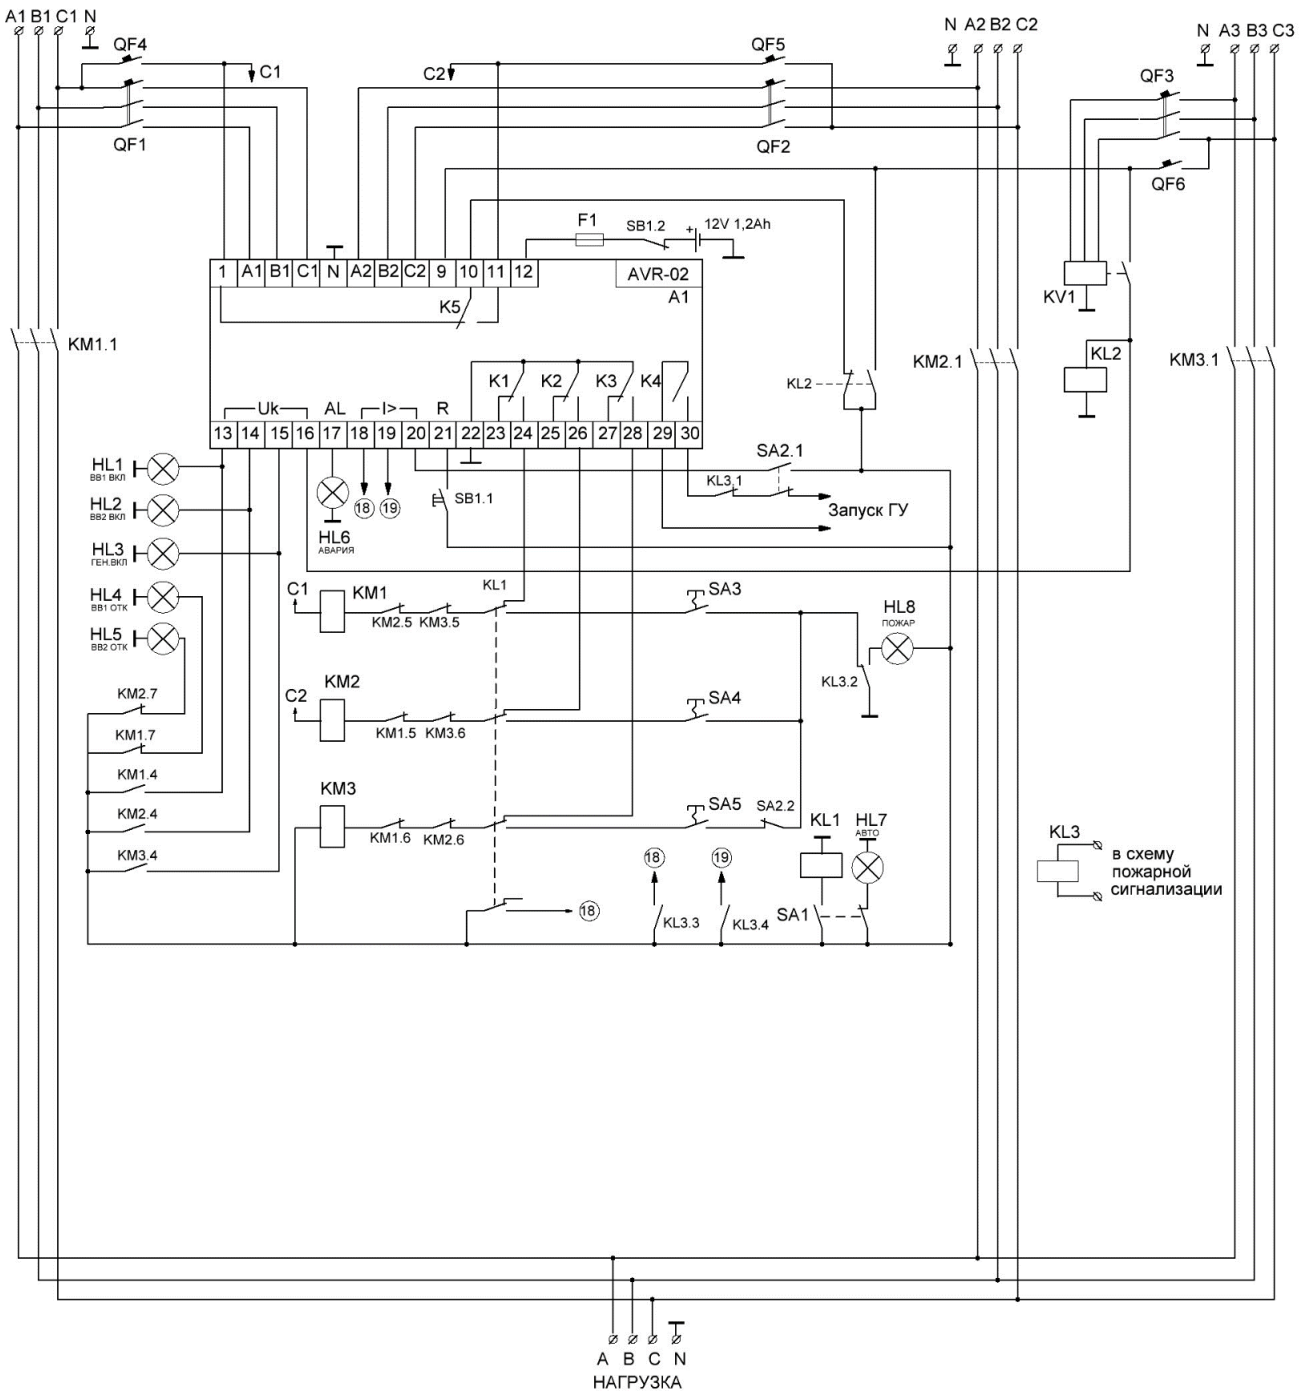 A1 B1 C1 N
N A2 B2 C2
N A3 B3 C3
QF4
C1
QF1
C2
QF5
QF2
QF3
QF6
F1
SB1.2
+
12V 1,2Ah
1 A1 B1 C1 N A2 B2 C2 9 10 11 12
AVR-02
A1
K5
KV1
KM1.1
KM2.1
KL2
KM3.1
K1 K2 K3 K4
KL2
Uk AL I> R
13 14 15 16 17 18 19 20 21 22 23 24 25 26 27 28 29 30
HL1
ВВ1 ВКЛ
HL2
ВВ2 ВКЛ
HL3
ГЕН.ВКЛ
HL4
ВВ1 ОТК
HL5
ВВ2 ОТК
HL6
АВАРИЯ
18 19
SB1.1
SA2.1
KL3.1
Запуск ГУ
C1
KM1
KM2.5 KM3.5
KL1
SA3
HL8
ПОЖАР
KL3.2
C2
KM2
KM1.5 KM3.6
SA4
KM2.7
KM1.7
KM1.4
KM2.4
KM3.4
KM3
KM1.6 KM2.6
SA5
SA2.2
KL1
HL7
АВТО
18
19
18
KL3.3
KL3.4
SA1
KL3
в схему
пожарной
сигнализации
A B C N
НАГРУЗКА